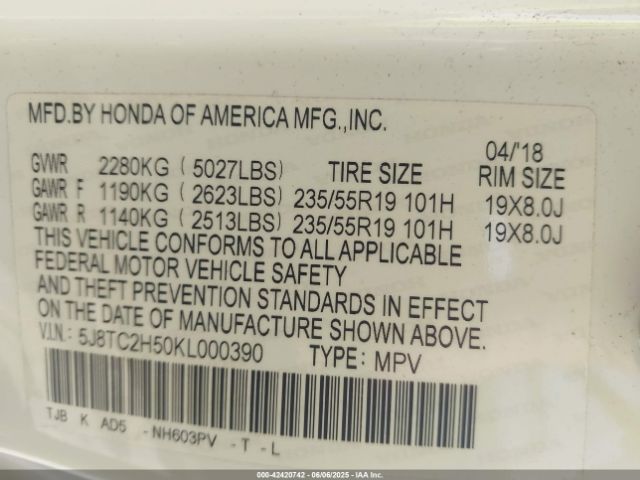 MFD.BY HONDA OF AMERICA MFG.,INC.
04/'18
GVWR 2280KG ( 5027LBS) TIRE SIZE RIM SIZE
GAWR F 1190KG ( 2623LBS) 235/55R19 101H 19X8.0J
GAWR R 1140KG ( 2513LBS) 235/55R19 101H 19X8.0J
THIS VEHICLE CONFORMS TO ALL APPLICABLE
FEDERAL MOTOR VEHICLE SAFETY
AND THEFT PREVENTION STANDARDS IN EFFECT
ON THE DATE OF MANUFACTURE SHOWN ABOVE.
V.I.N.: 5J8TC2H50KL000390 TYPE: MPV
TJB K AD5 -NH603PV - T - L
000-42420742 - 06/06/2025 - IAA Inc.